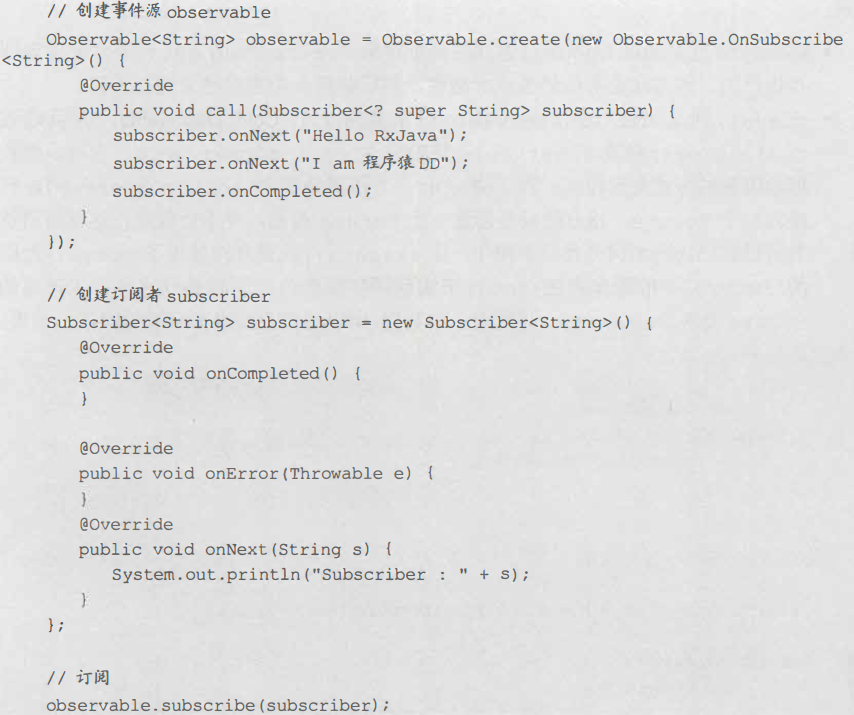 // 创建事件源 observable
Observable<String> observable = Observable.create(new Observable.OnSubscribe
<String>() {
@Override
public void call(Subscriber<? super String> subscriber) {
subscriber.onNext("Hello RxJava");
subscriber.onNext("I am 程序猿DD");
subscriber.onCompleted();
}
});
// 创建订阅者 subscriber
Subscriber<String> subscriber = new Subscriber<String>() {
@Override
public void onCompleted() {
}
@Override
public void onError(Throwable e) {
}
@Override
public void onNext(String s) {
System.out.println("Subscriber : " + s);
}
};
// 订阅
observable.subscribe(subscriber);